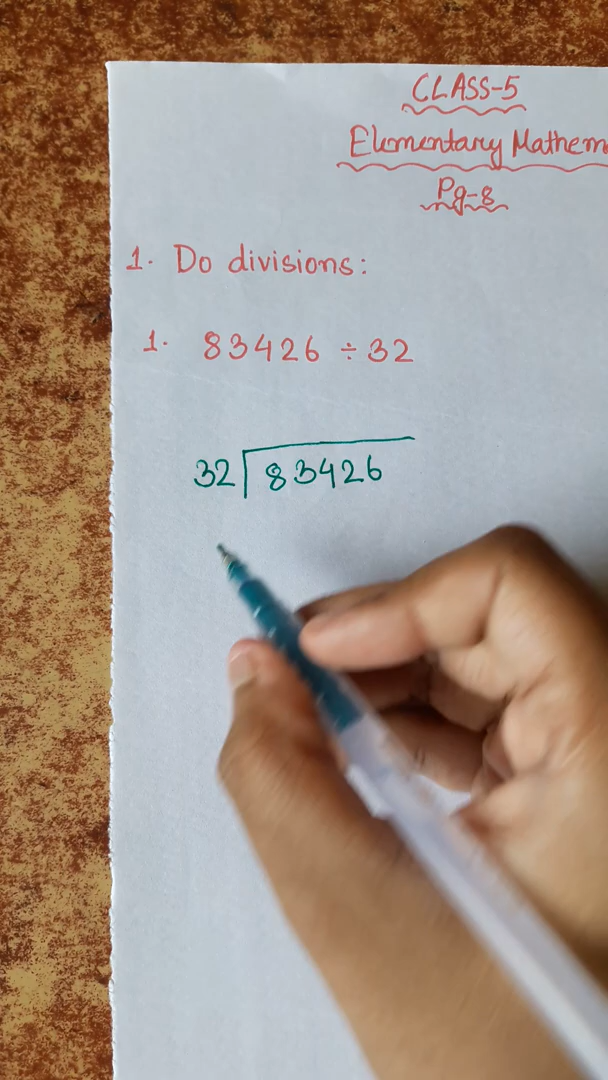 CLASS-5
Elementary Mathem
Pg-8
1. Do divisions:
1. 83426 ÷ 32
32 83426